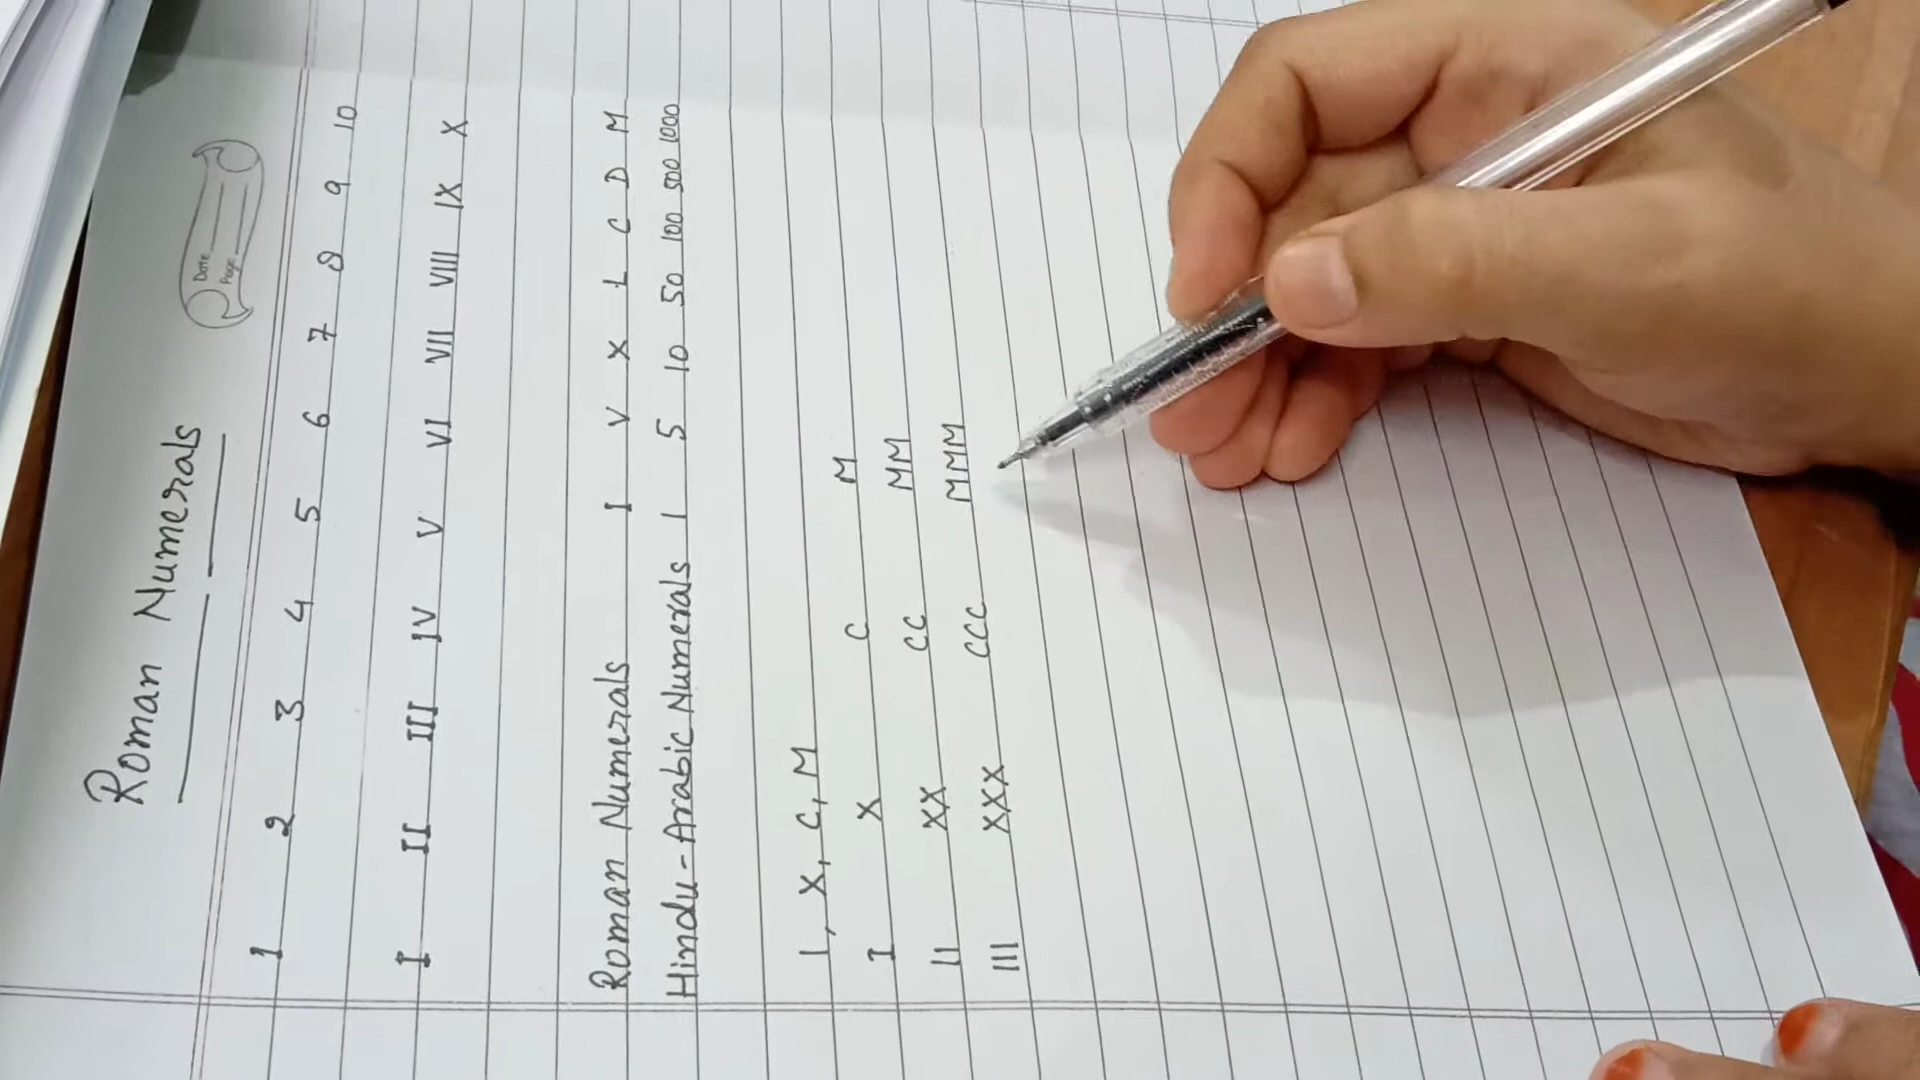 Date
Page
Roman Numerals
1 2 3 4 5 6 7 8 9 10
I II III IV V VI VII VIII IX X
Roman Numerals I V X L C D M
Hindu-Arabic Numerals 1 5 10 50 100 500 1000
I, X, C, M
I X C M
II XX CC MM
III XXX CCC MMM